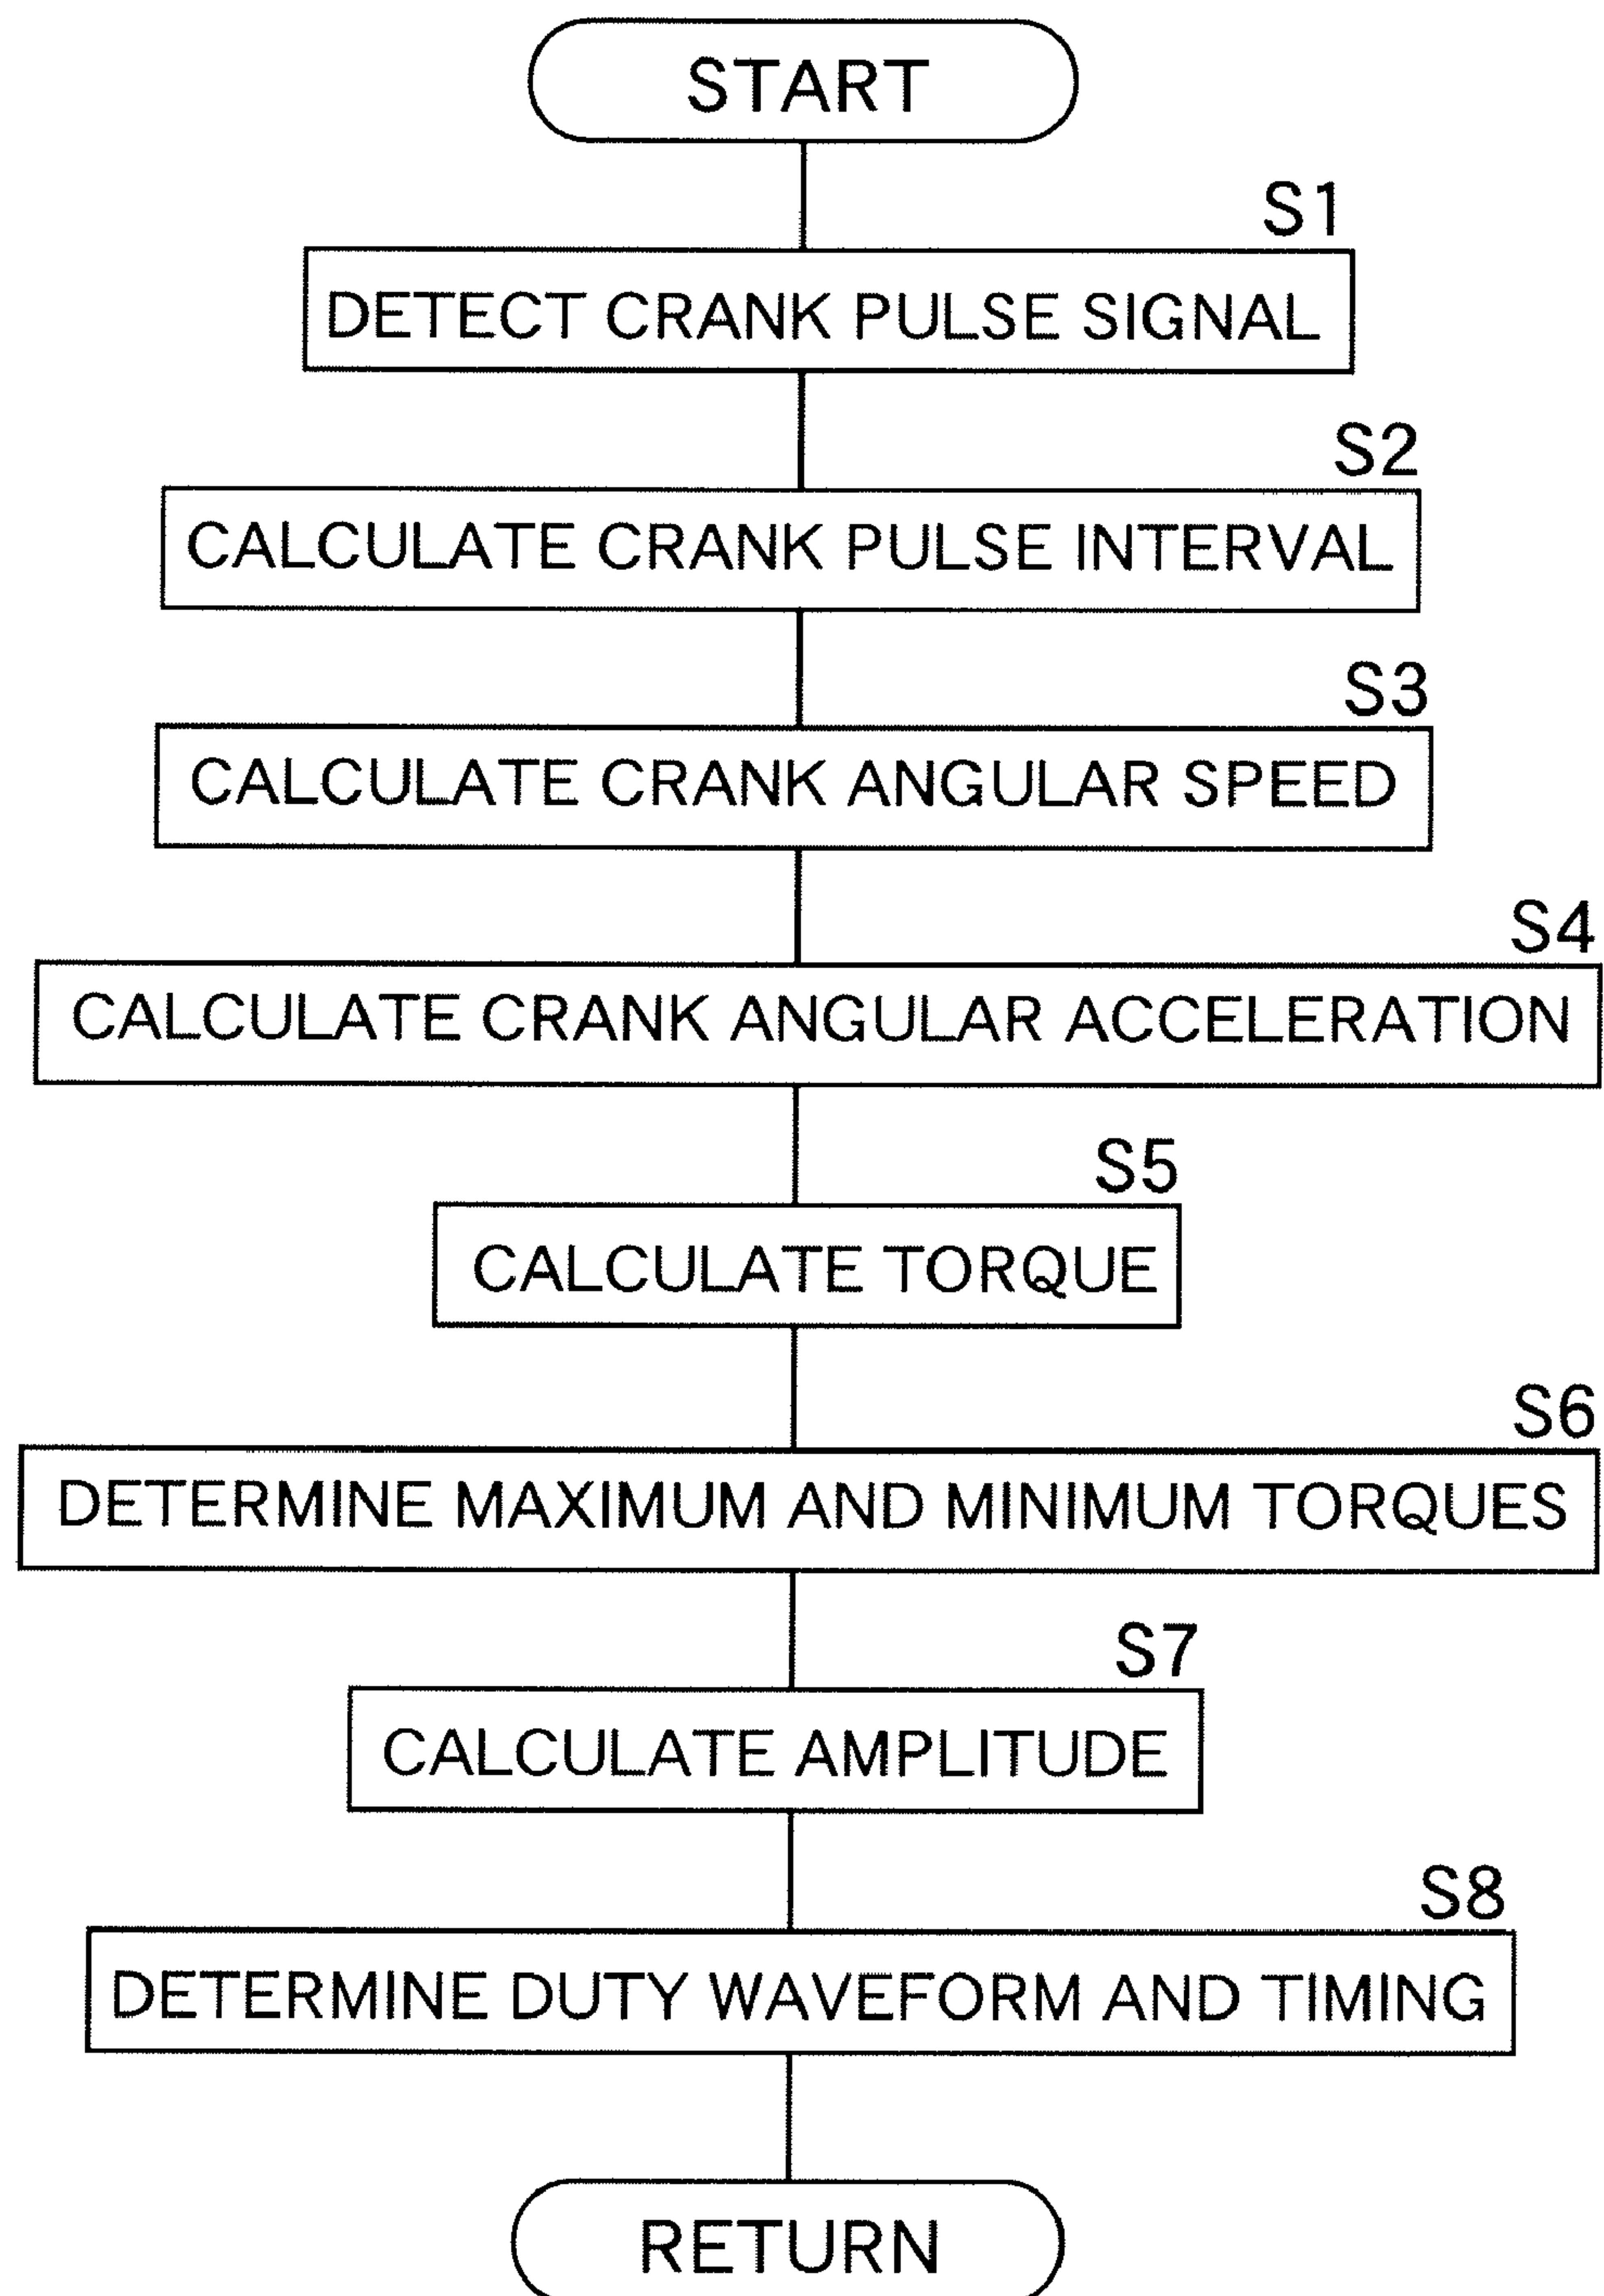 START
S1
DETECT CRANK PULSE SIGNAL
S2
CALCULATE CRANK PULSE INTERVAL
S3
CALCULATE CRANK ANGULAR SPEED
S4
CALCULATE CRANK ANGULAR ACCELERATION
S5
CALCULATE TORQUE
S6
DETERMINE MAXIMUM AND MINIMUM TORQUES
S7
CALCULATE AMPLITUDE
S8
DETERMINE DUTY WAVEFORM AND TIMING
RETURN